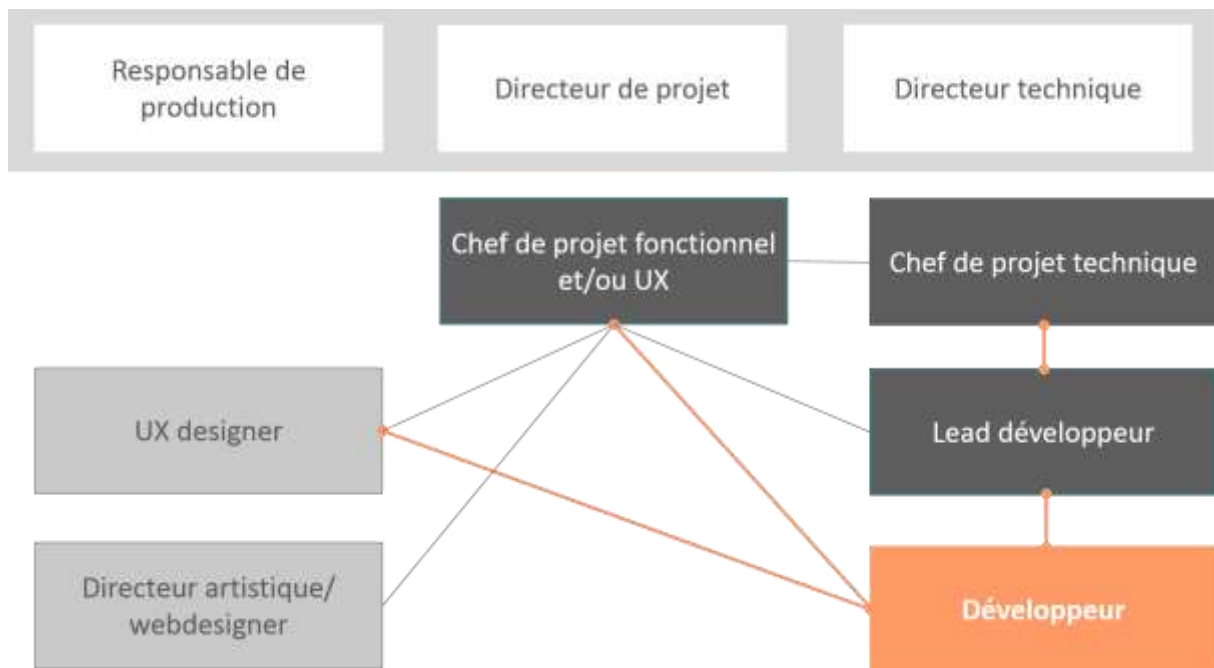 Responsable de
production
Directeur de projet
Directeur technique
Chef de projet fonctionnel
et/ou UX
Chef de projet technique
UX designer
Lead développeur
Directeur artistique/
webdesigner
Développeur